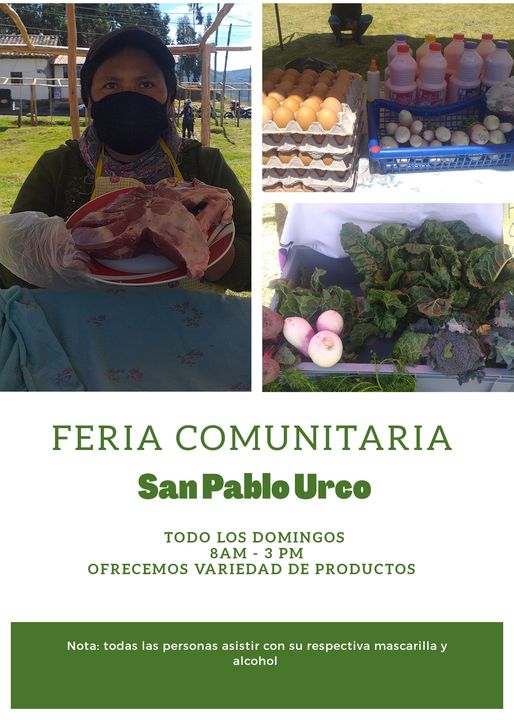 FERIA COMUNITARIA
San Pablo Urco
TODO LOS DOMINGOS
8AM - 3 PM
OFRECEMOS VARIEDAD DE PRODUCTOS
Nota: todas las personas asistir con su respectiva mascarilla y
alcohol